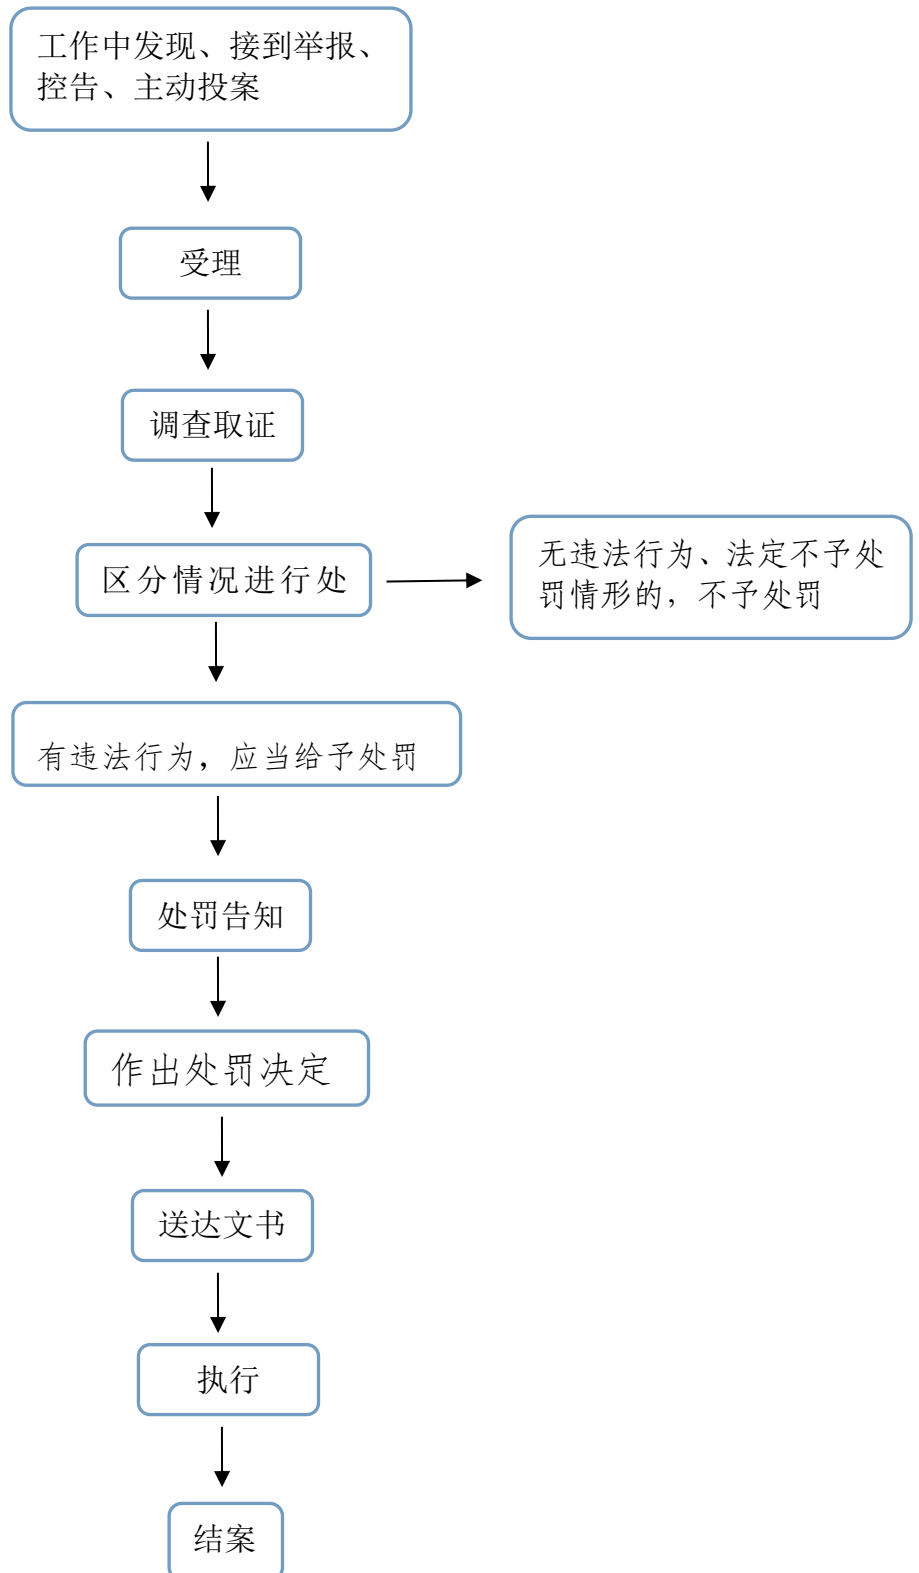 工作中发现、接到举报、
控告、主动投案
受理
调查取证
区分情况进行处
无违法行为、法定不予处
罚情形的，不予处罚
有违法行为，应当给予处罚
处罚告知
作出处罚决定
送达文书
执行
结案